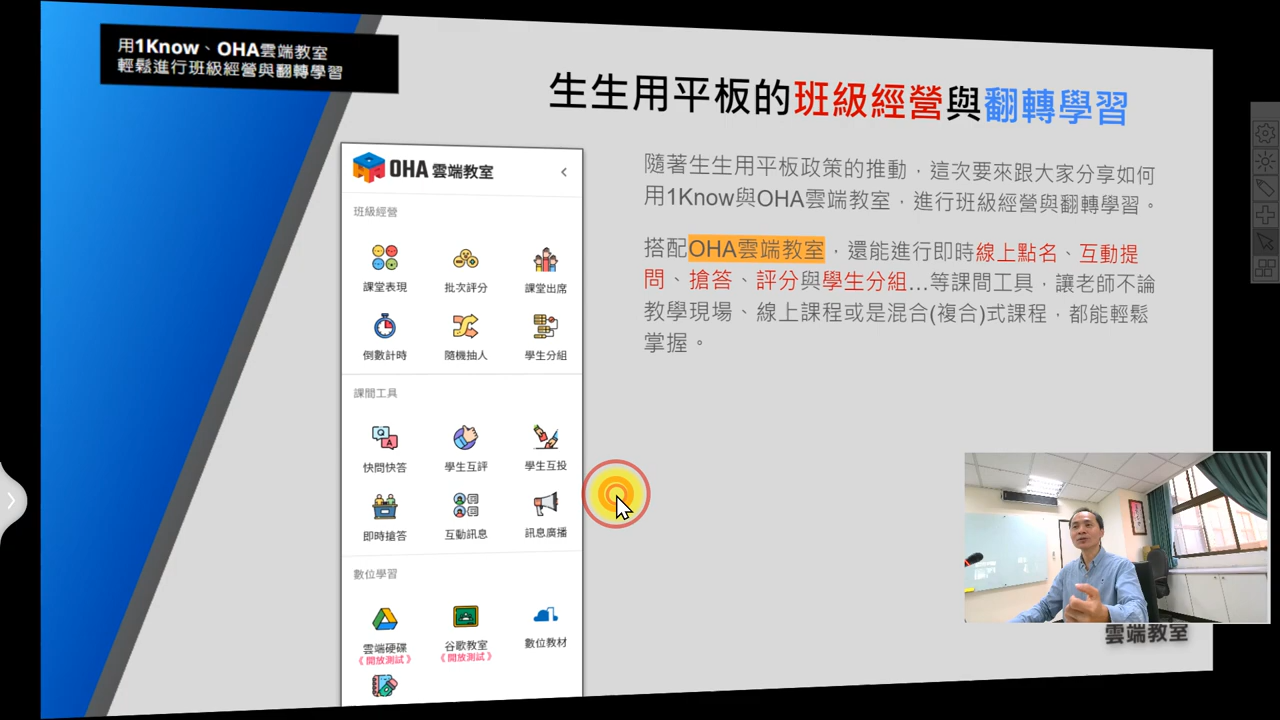 用1Know、OHA雲端教室
輕鬆進行班級經營與翻轉學習
生生用平板的班級經營與翻轉學習
OHA 雲端教室
班級經營
課堂表現 批次評分 課堂出席
倒數計時 隨機抽人 學生分組
課間工具
快問快答 學生互評 學生互投
即時搶答 互動訊息 訊息廣播
數位學習
雲端硬碟 谷歌教室 數位教材
《開放測試》 《開放測試》
隨著生生用平板政策的推動，這次要來跟大家分享如何
用1Know與OHA雲端教室，進行班級經營與翻轉學習。
搭配OHA雲端教室，還能進行即時線上點名、互動提
問、搶答、評分與學生分組...等課間工具，讓老師不論
教學現場、線上課程或是混合(複合)式課程，都能輕鬆
掌握。
雲端教室